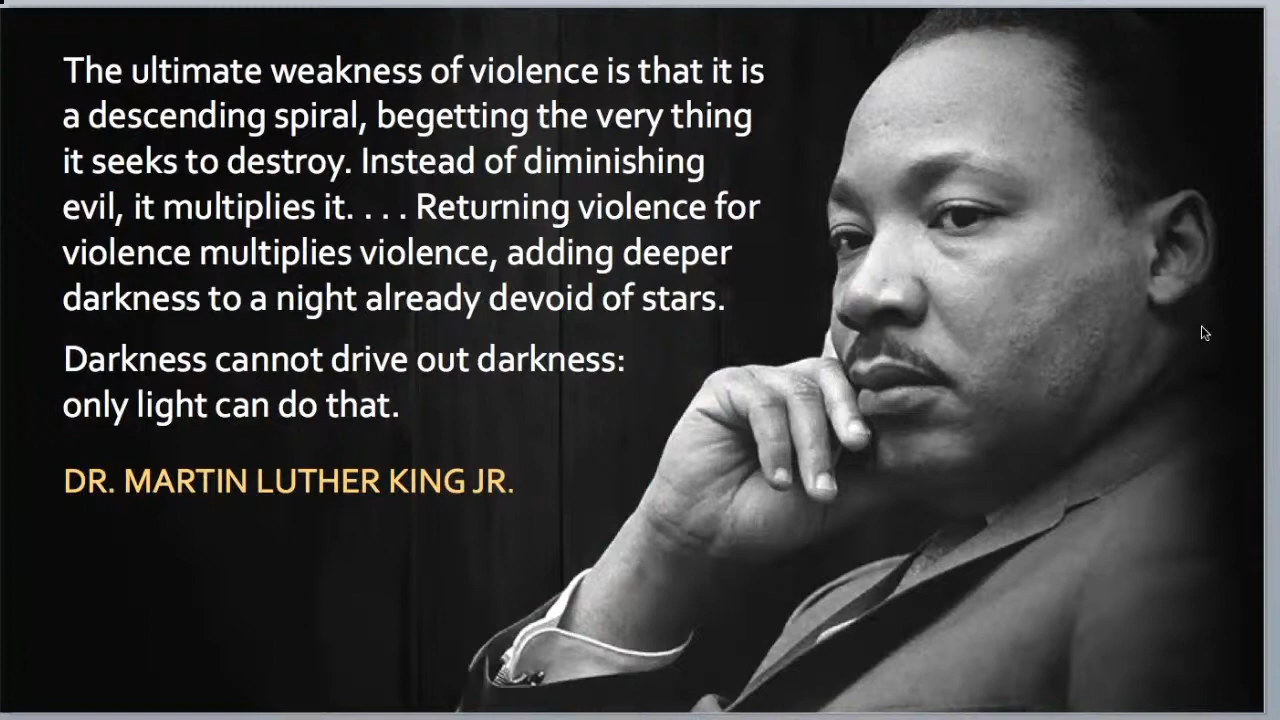 The ultimate weakness of violence is that it is
a descending spiral, begetting the very thing
it seeks to destroy. Instead of diminishing
evil, it multiplies it. . . . Returning violence for
violence multiplies violence, adding deeper
darkness to a night already devoid of stars.
Darkness cannot drive out darkness:
only light can do that.
DR. MARTIN LUTHER KING JR.